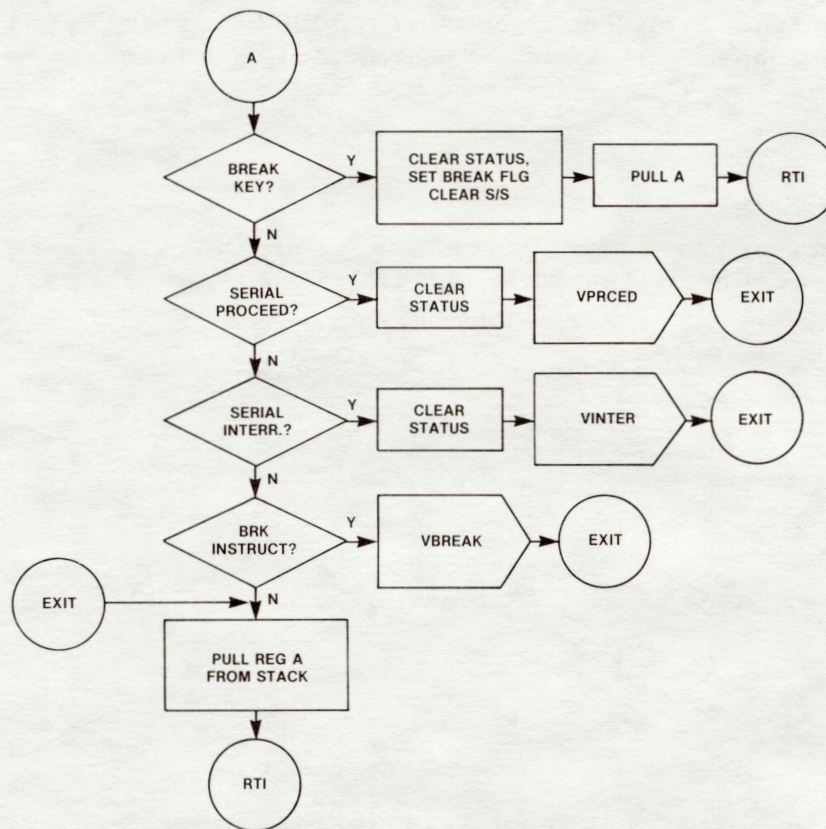 A
BREAK
KEY?
Y
CLEAR STATUS,
SET BREAK FLG
CLEAR S/S
PULL A
RTI
N
SERIAL
PROCEED?
Y
CLEAR
STATUS
VPRCED
EXIT
N
SERIAL
INTERR.?
Y
CLEAR
STATUS
VINTER
EXIT
N
BRK
INSTRUCT?
Y
VBREAK
EXIT
N
EXIT
PULL REG A
FROM STACK
RTI